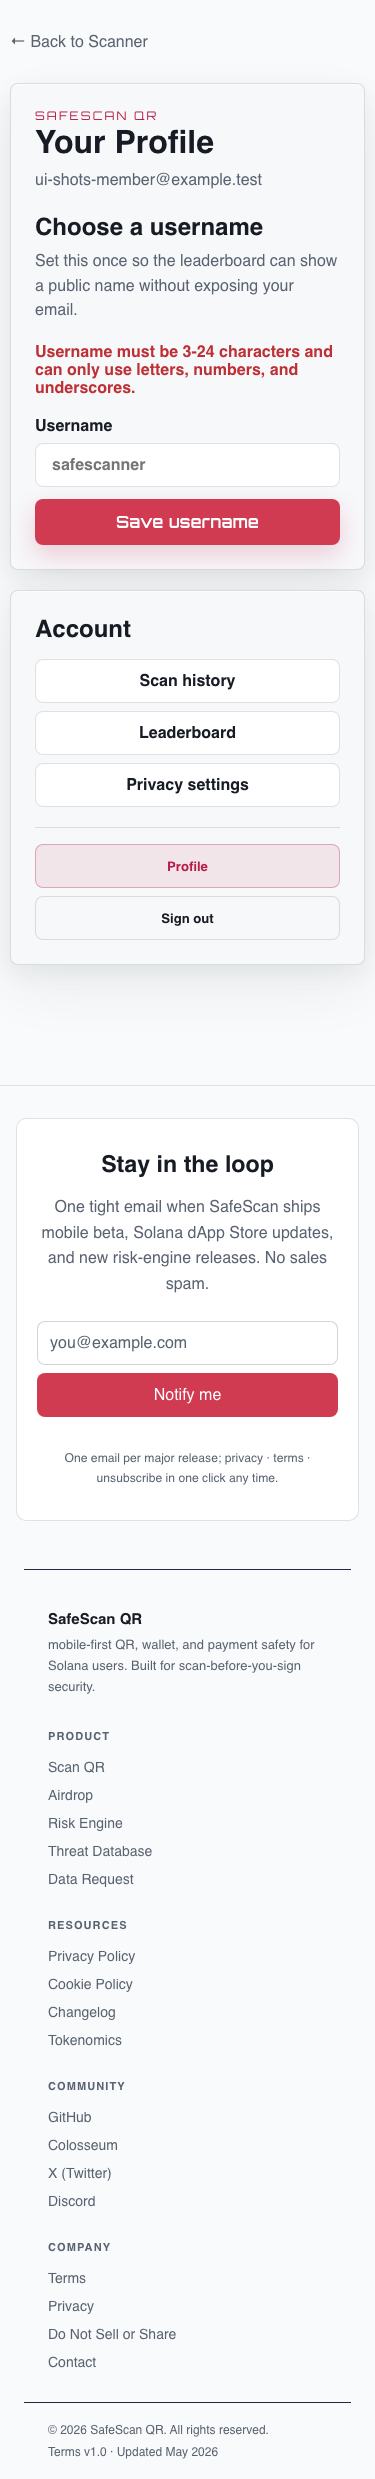 ← Back to Scanner
SAFESCAN QR
Your Profile
ui-shots-member@example.test
Choose a username
Set this once so the leaderboard can show
a public name without exposing your
email.
Username must be 3-24 characters and
can only use letters, numbers, and
underscores.
Username
safescanner
Save username
Account
Scan history
Leaderboard
Privacy settings
Profile
Sign out
Stay in the loop
One tight email when SafeScan ships
mobile beta, Solana dApp Store updates,
and new risk-engine releases. No sales
spam.
you@example.com
Notify me
One email per major release; privacy · terms ·
unsubscribe in one click any time.
SafeScan QR
mobile-first QR, wallet, and payment safety for
Solana users. Built for scan-before-you-sign
security.
PRODUCT
Scan QR
Airdrop
Risk Engine
Threat Database
Data Request
RESOURCES
Privacy Policy
Cookie Policy
Changelog
Tokenomics
COMMUNITY
GitHub
Colosseum
X (Twitter)
Discord
COMPANY
Terms
Privacy
Do Not Sell or Share
Contact
© 2026 SafeScan QR. All rights reserved.
Terms v1.0 · Updated May 2026